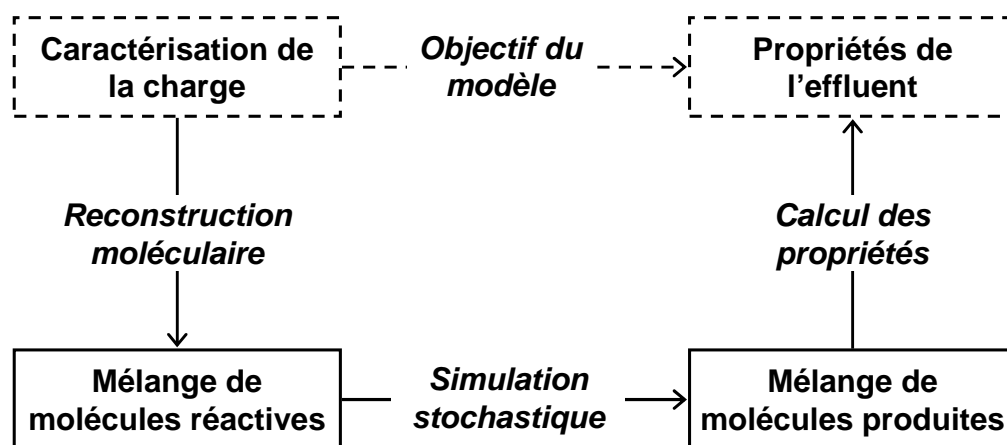 Caractérisation de
la charge
Objectif du
modèle
Propriétés de
l'effluent
Reconstruction
moléculaire
Calcul des
propriétés
Mélange de
molécules réactives
Simulation
stochastique
Mélange de
molécules produites